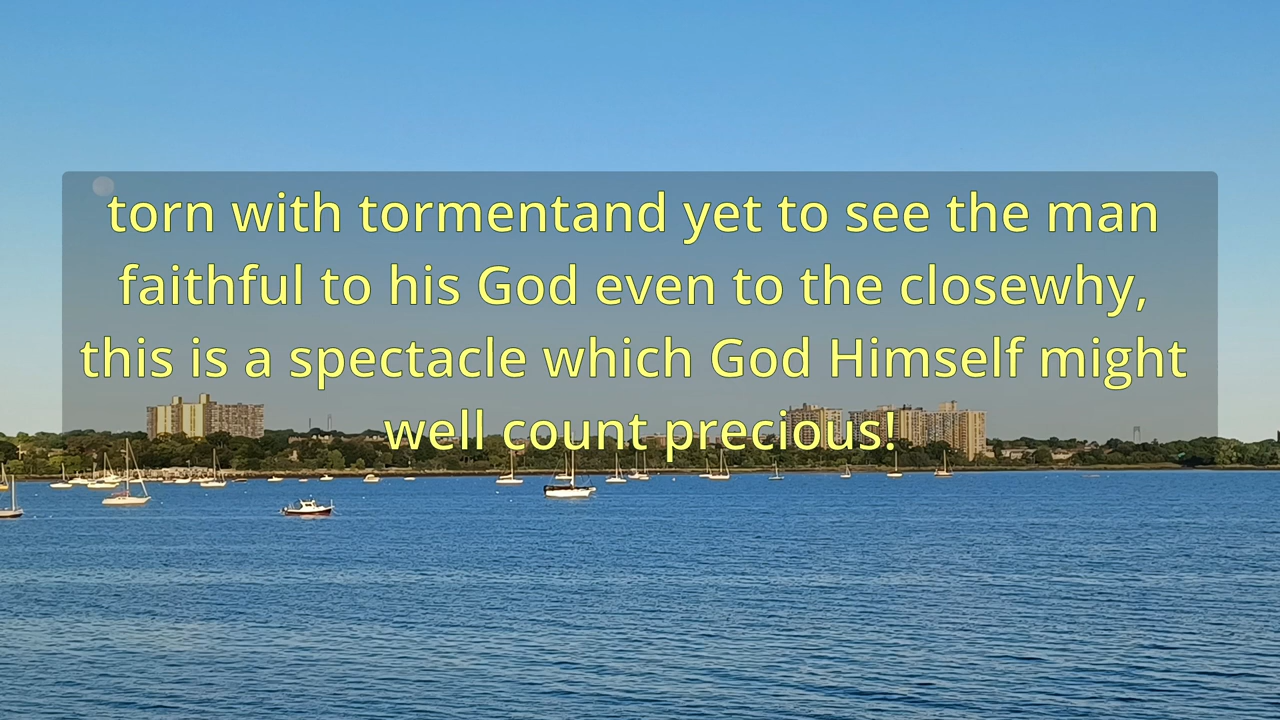 torn with tormentand yet to see the man
faithful to his God even to the closewhy,
this is a spectacle which God Himself might
well count precious!